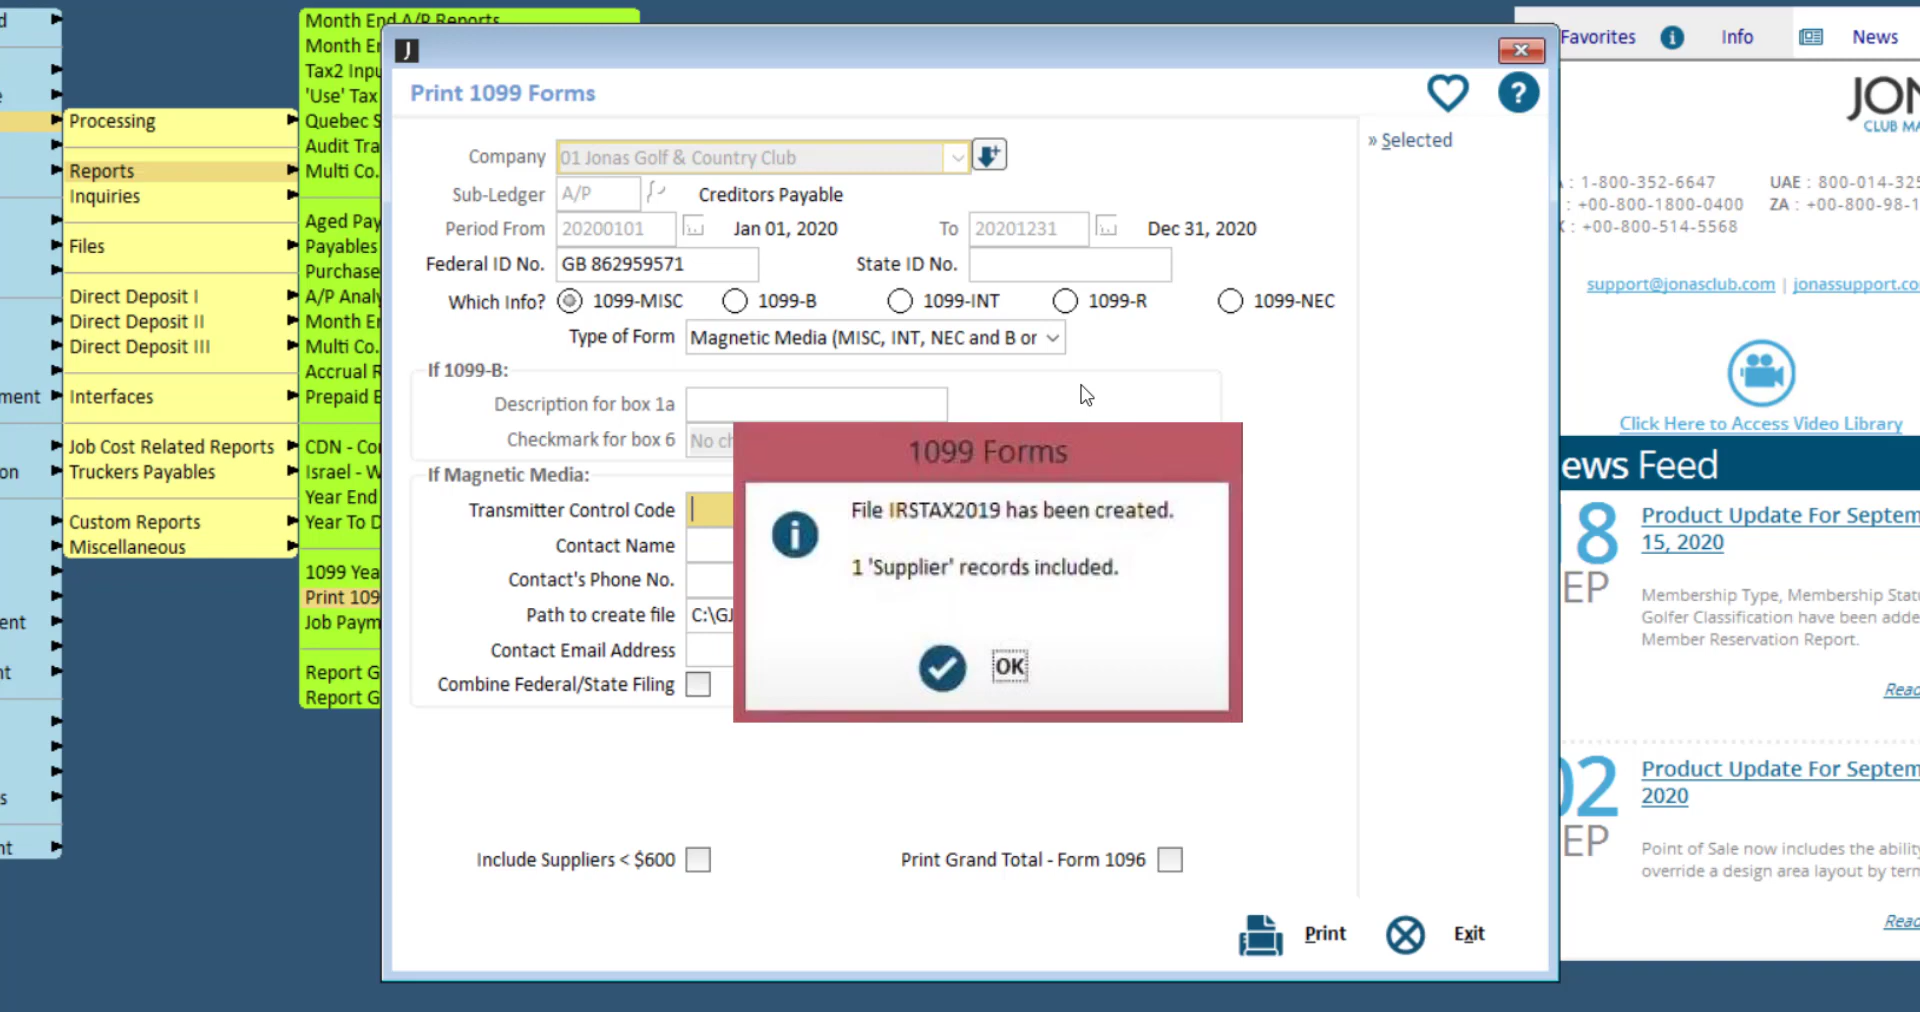 Month End A/P Reports
Tax2 Inpu
'Use' Tax
Quebec S
Audit Tra
Multi Co.
Aged Pay
Payables
Purchase
A/P Analy
Multi Co.
Accrual R
Prepaid E
Israel - W
Year End
Year To D
1099 Yea
Print 109
Job Paym
Report G
Report G
Processing
Reports
Inquiries
Files
Direct Deposit I
Direct Deposit II
Direct Deposit III
Interfaces
Job Cost Related Reports
Truckers Payables
Custom Reports
Miscellaneous
J
Print 1099 Forms
?
» Selected
Company 01 Jonas Golf & Country Club
Sub-Ledger A/P Creditors Payable
Period From 20200101 Jan 01, 2020 To 20201231 Dec 31, 2020
Federal ID No. GB 862959571 State ID No.
Which Info? 1099-MISC 1099-B 1099-INT 1099-R 1099-NEC
Type of Form Magnetic Media (MISC, INT, NEC and B or
If 1099-B:
Description for box 1a
Checkmark for box 6 No ch
If Magnetic Media:
Transmitter Control Code
Contact Name
Contact's Phone No.
Path to create file C:\GJ
Contact Email Address
Combine Federal/State Filing
1099 Forms
File IRSTAX2019 has been created.
1 'Supplier' records included.
OK
Include Suppliers < $600 Print Grand Total - Form 1096
Print Exit
Favorites Info News
JON
CLUB MA
: 1-800-352-6647 UAE : 800-014-325
: +00-800-1800-0400 ZA : +00-800-98-1
: +00-800-514-5568
support@jonasclub.com | jonassupport.co
Click Here to Access Video Library
ews Feed
8
EP
Product Update For Septem
15, 2020
Membership Type, Membership Statu
Golfer Classification have been adde
Member Reservation Report.
Read
02
EP
Product Update For Septem
2020
Point of Sale now includes the ability
override a design area layout by term
Read